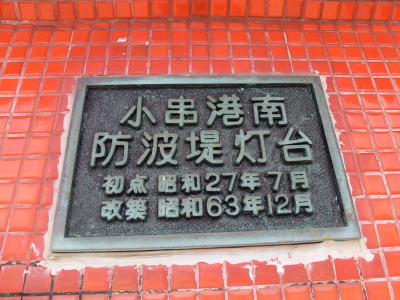 小串港南
防波堤灯台
初点 昭和27年7月
改築 昭和63年12月